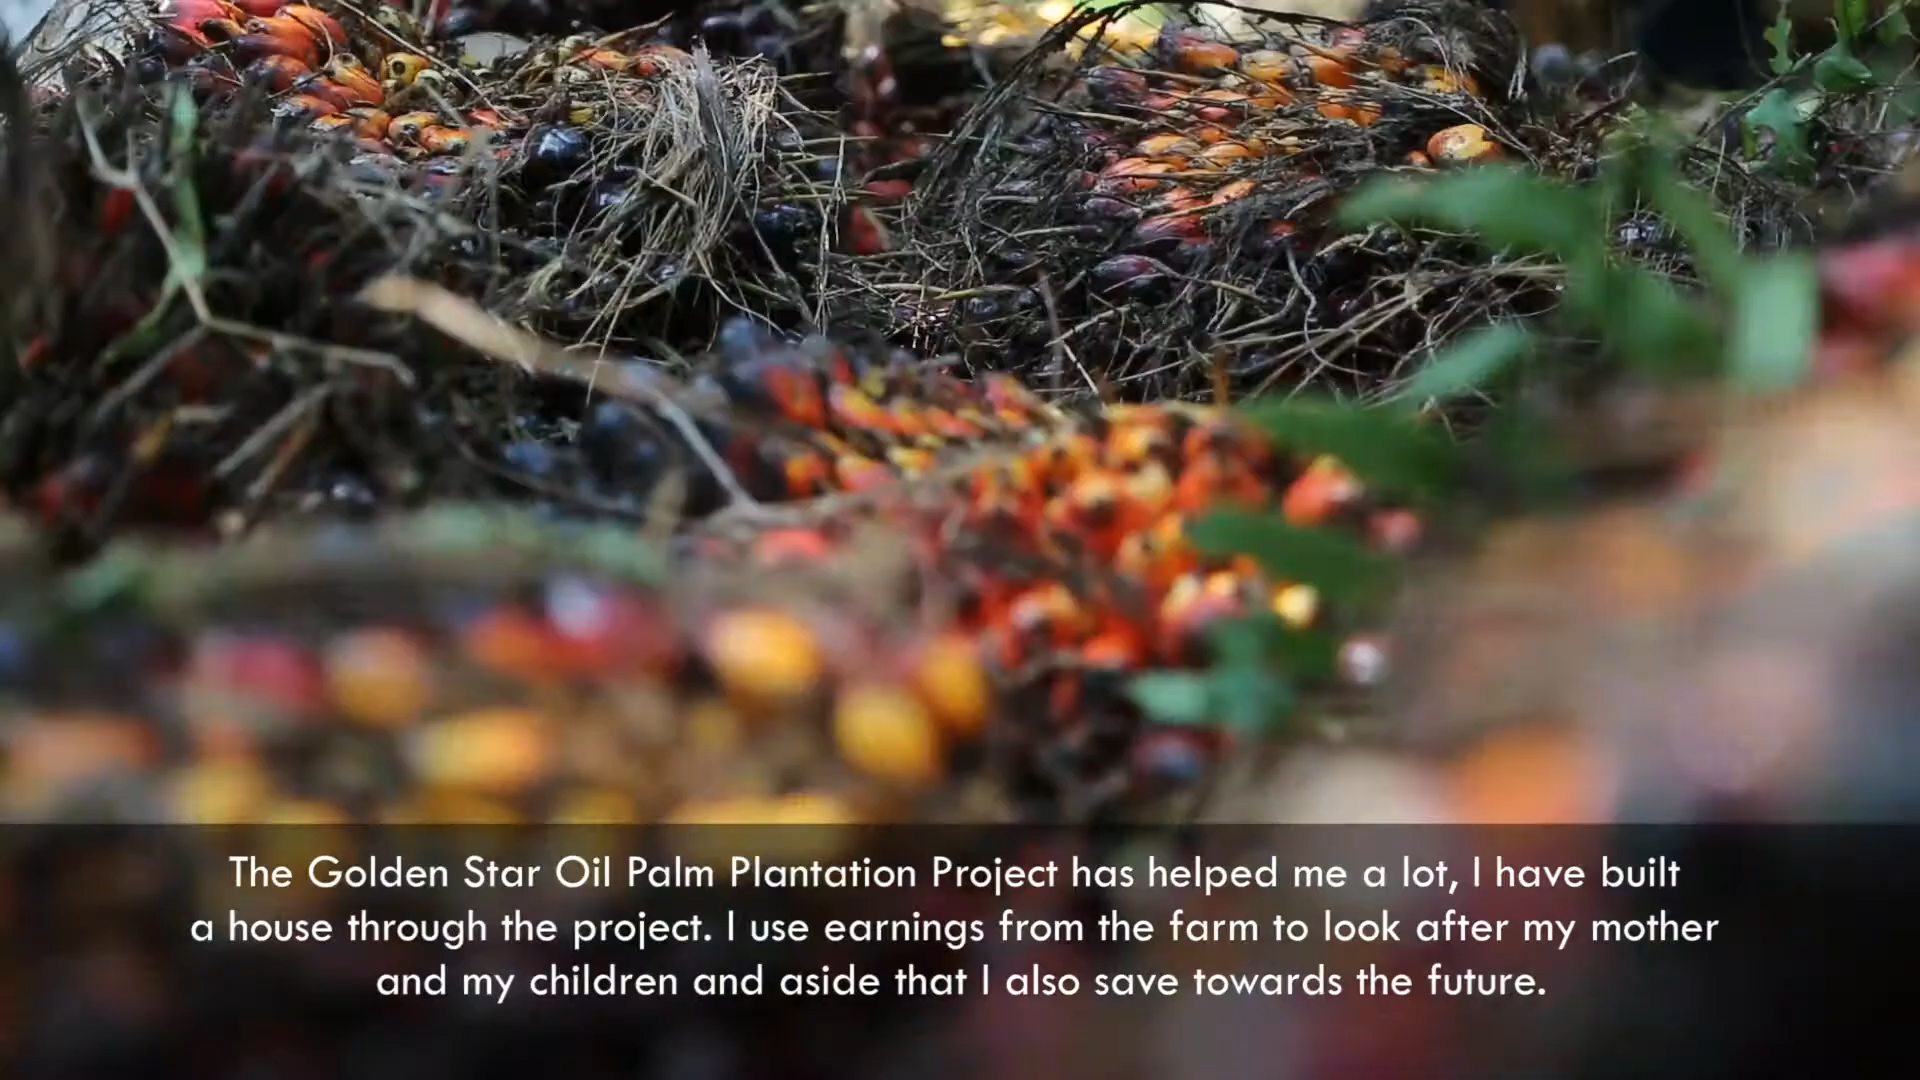 The Golden Star Oil Palm Plantation Project has helped me a lot, I have built
a house through the project. I use earnings from the farm to look after my mother
and my children and aside that I also save towards the future.